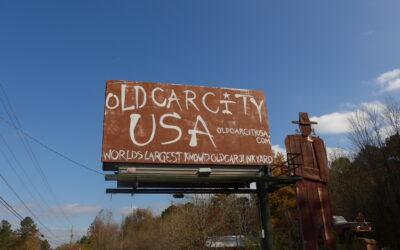 OLD CAR CITY
USA
OLDCARCITYUSA.
COM
WORLDS LARGEST KNOWN OLD CAR JUNKYARD